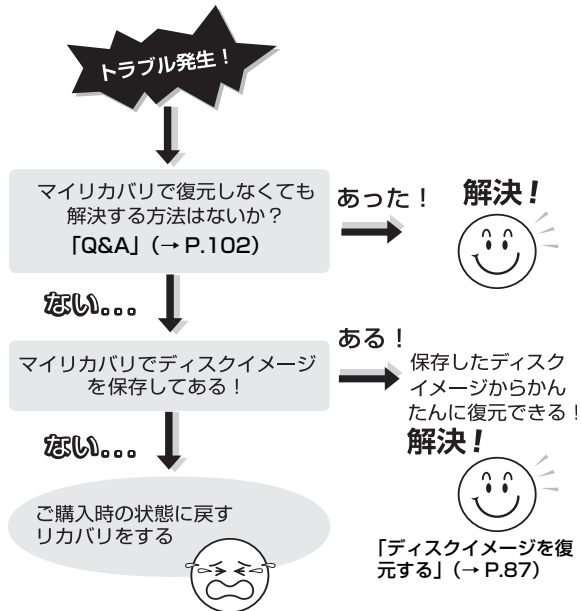 トラブル発生！
マイリカバリで復元しなくても
解決する方法はないか？
「Q&A」（→ P.102）
あった！
解決！
ない...
マイリカバリでディスクイメージ
を保存してある！
ある！
保存したディスク
イメージからかん
たんに復元できる！
解決！
「ディスクイメージを復
元する」（→ P.87）
ない...
ご購入時の状態に戻す
リカバリをする